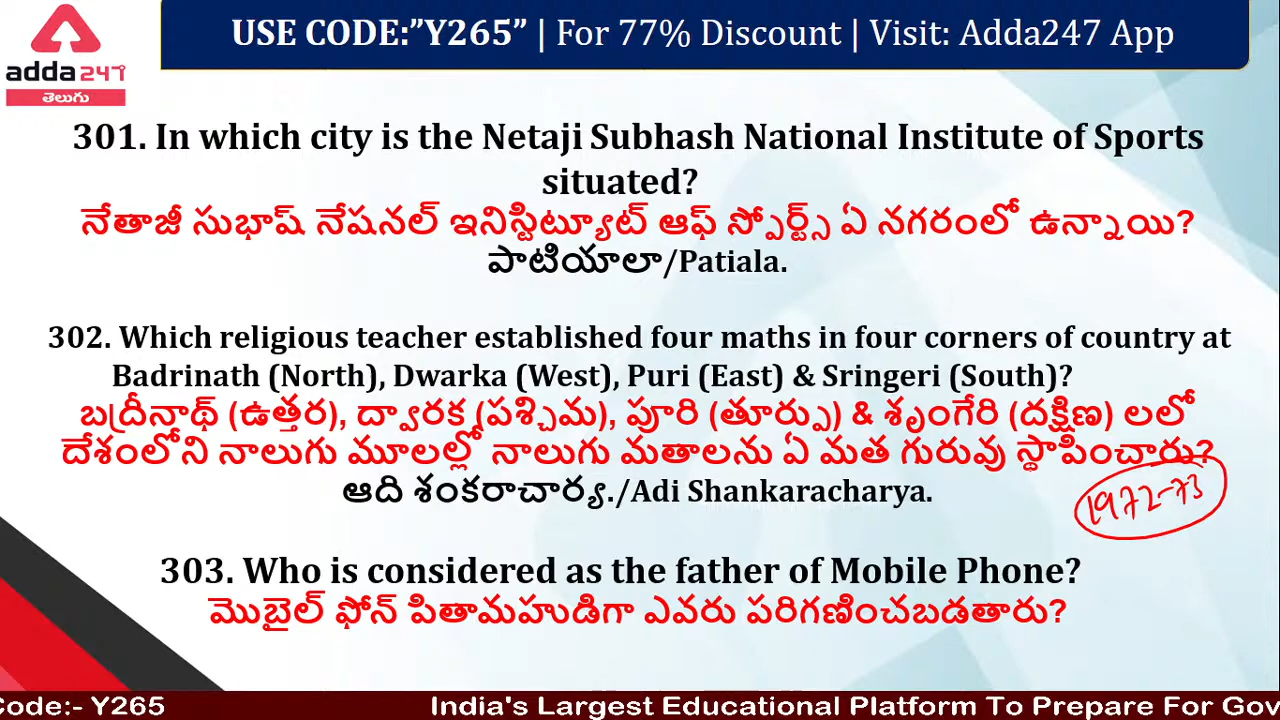 USE CODE:”Y265” | For 77% Discount | Visit: Adda247 App
adda247
తెలుగు
301. In which city is the Netaji Subhash National Institute of Sports
situated?
నేతాజీ సుభాష్ నేషనల్ ఇనిస్టిట్యూట్ ఆఫ్ స్పోర్ట్స్ ఏ నగరంలో ఉన్నాయి?
పాటియాలా/Patiala.
302. Which religious teacher established four maths in four corners of country at
Badrinath (North), Dwarka (West), Puri (East) & Sringeri (South)?
బద్రీనాథ్ (ఉత్తర), ద్వారక (పశ్చిమ), పూరి (తూర్పు) & శృంగేరి (దక్షిణ) లలో
దేశంలోని నాలుగు మూలల్లో నాలుగు మతాలను ఏ మత గురువు స్థాపించారు?
ఆది శంకరాచార్య./Adi Shankaracharya.
1972-73
303. Who is considered as the father of Mobile Phone?
మొబైల్ ఫోన్ పితామహుడిగా ఎవరు పరిగణించబడతారు?
Code:- Y265 India's Largest Educational Platform To Prepare For Gov